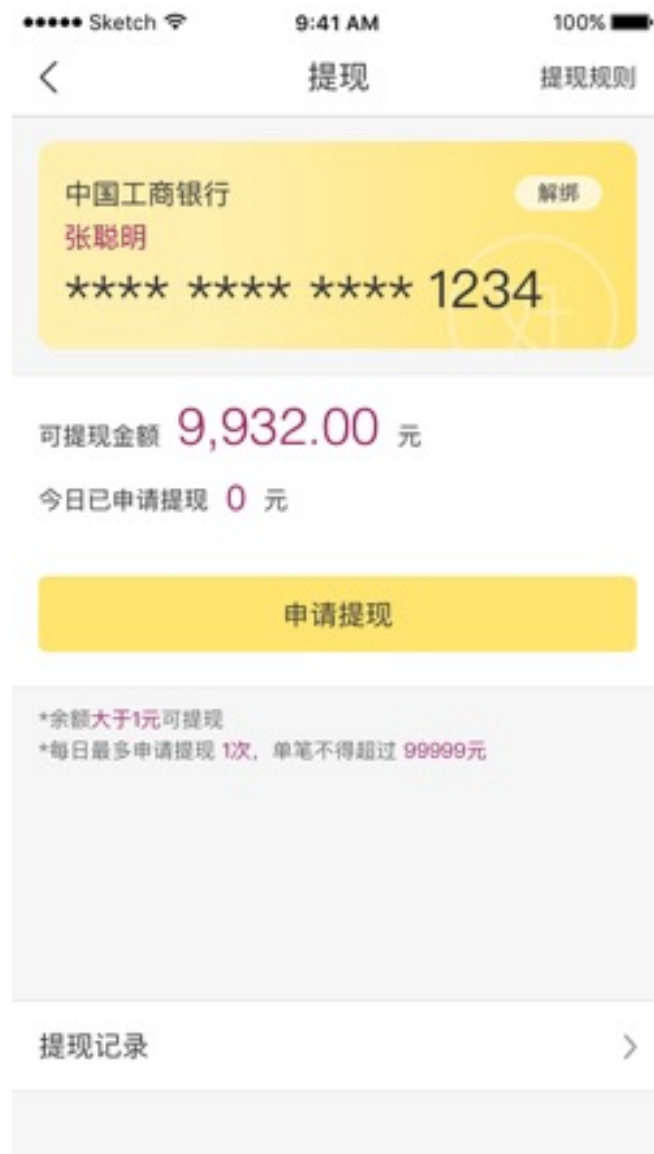 ●●●●● Sketch 9:41 AM 100%
提现 提现规则
中国工商银行 解绑
张聪明
**** **** **** 1234
可提现金额 9,932.00 元
今日已申请提现 0 元
申请提现
*余额大于1元可提现
*每日最多申请提现 1次，单笔不得超过 99999元
提现记录